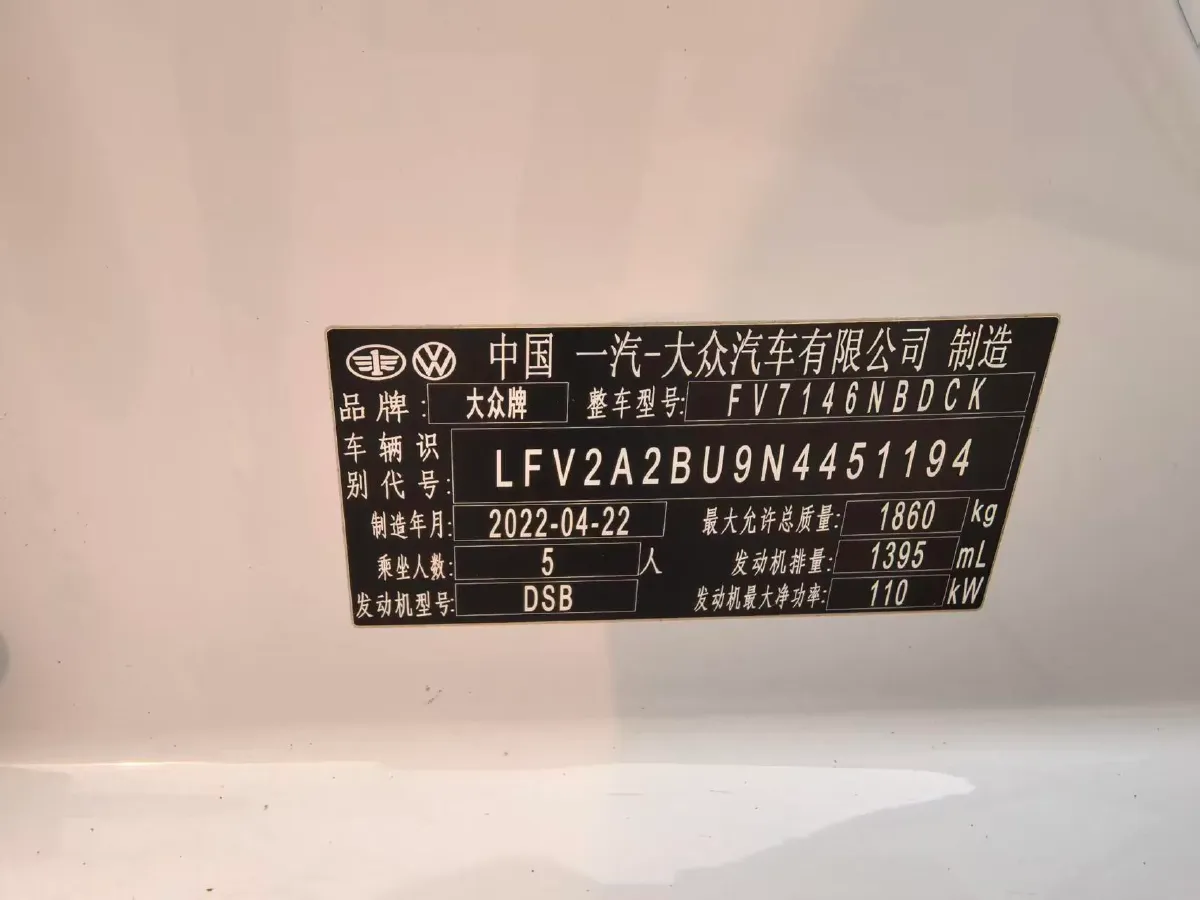 中国 一汽-大众汽车有限公司 制造
品牌: 大众牌 整车型号: FV7146NBDCK
车辆识别代号: LFV2A2BU9N4451194
制造年月: 2022-04-22 最大允许总质量: 1860 kg
乘坐人数: 5 人 发动机排量: 1395 mL
发动机型号: DSB 发动机最大净功率: 110 kW